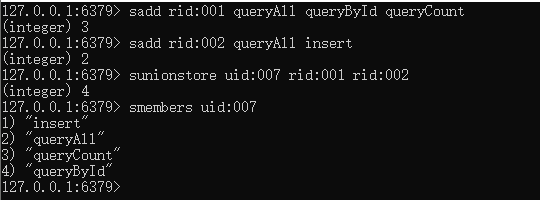 127.0.0.1:6379> sadd rid:001 queryAll queryById queryCount
(integer) 3
127.0.0.1:6379> sadd rid:002 queryAll insert
(integer) 2
127.0.0.1:6379> sunionstore uid:007 rid:001 rid:002
(integer) 4
127.0.0.1:6379> smembers uid:007
1) "insert"
2) "queryAll"
3) "queryCount"
4) "queryById"
127.0.0.1:6379>